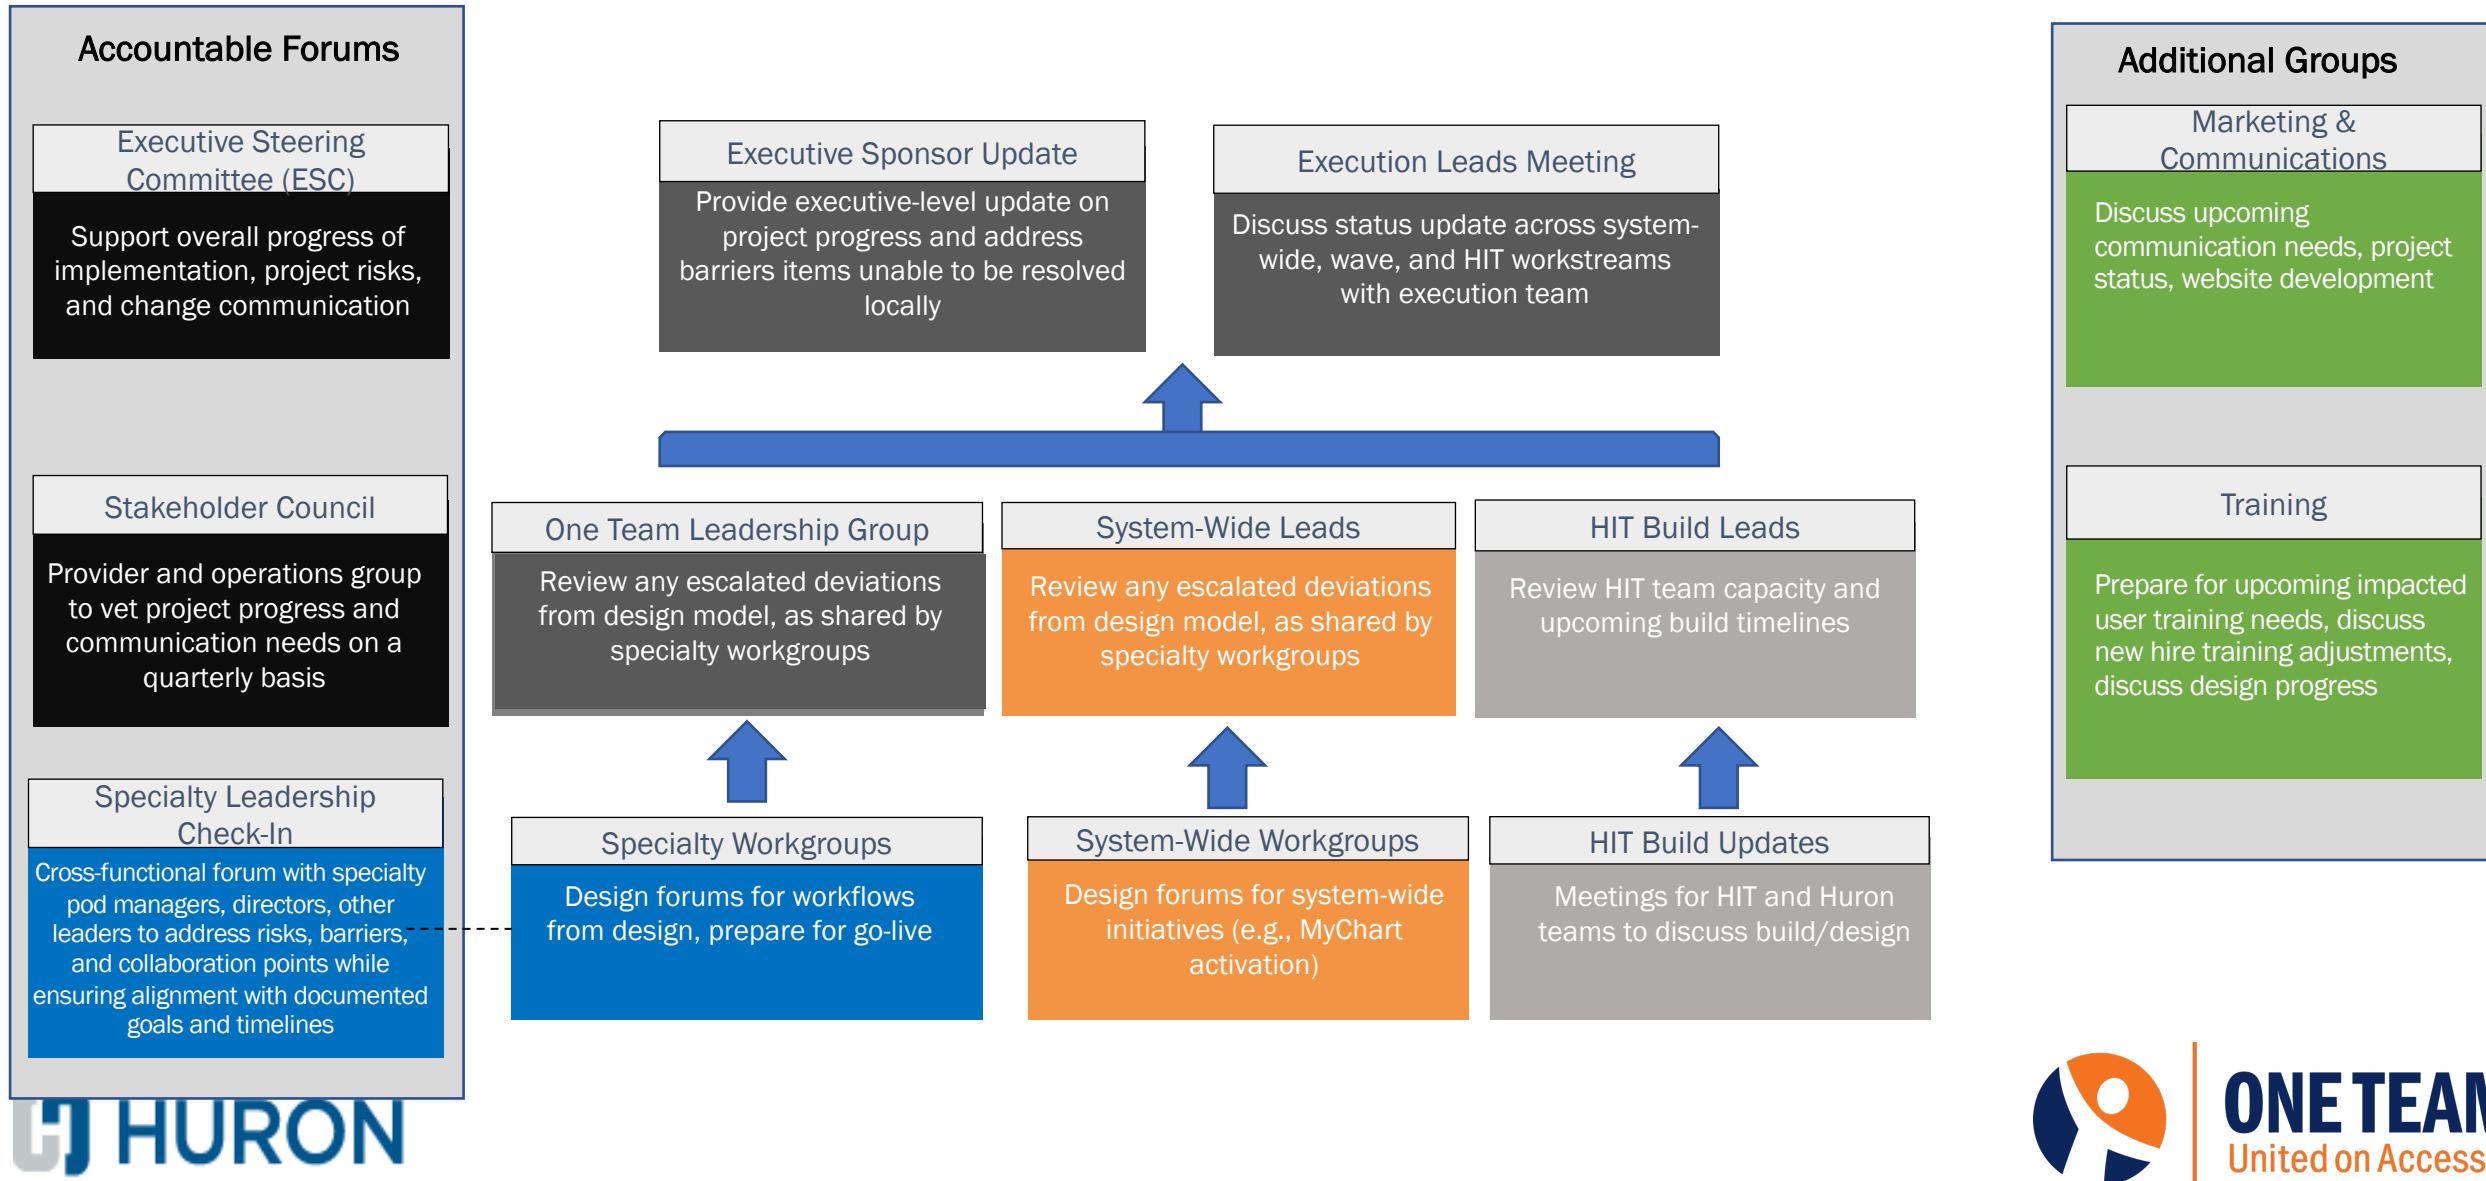 Accountable Forums
Executive Steering
Committee (ESC)
Support overall progress of
implementation, project risks,
and change communication
Stakeholder Council
Provider and operations group
to vet project progress and
communication needs on a
quarterly basis
Specialty Leadership
Check-In
Cross-functional forum with specialty
pod managers, directors, other
leaders to address risks, barriers,
and collaboration points while
ensuring alignment with documented
goals and timelines
Executive Sponsor Update
Provide executive-level update on
project progress and address
barriers items unable to be resolved
locally
Execution Leads Meeting
Discuss status update across system-
wide, wave, and HIT workstreams
with execution team
One Team Leadership Group
Review any escalated deviations
from design model, as shared by
specialty workgroups
System-Wide Leads
Review any escalated deviations
from design model, as shared by
specialty workgroups
HIT Build Leads
Review HIT team capacity and
upcoming build timelines
Specialty Workgroups
Design forums for workflows
from design, prepare for go-live
System-Wide Workgroups
Design forums for system-wide
initiatives (e.g., MyChart
activation)
HIT Build Updates
Meetings for HIT and Huron
teams to discuss build/design
Additional Groups
Marketing &
Communications
Discuss upcoming
communication needs, project
status, website development
Training
Prepare for upcoming impacted
user training needs, discuss
new hire training adjustments,
discuss design progress
HURON
ONE TEAM
United on Access